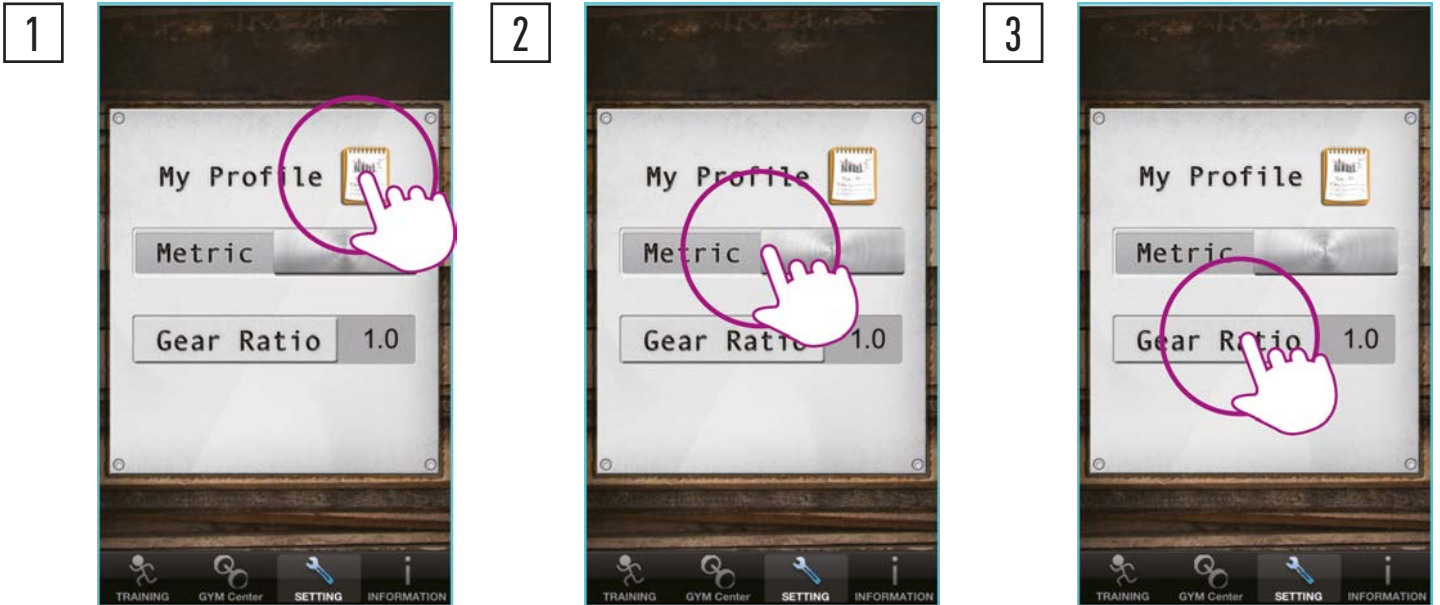 1
My Profile
Metric
Gear Ratio 1.0
TRAINING GYM Center SETTING INFORMATION
2
My Profile
Metric
Gear Ratio 1.0
TRAINING GYM Center SETTING INFORMATION
3
My Profile
Metric
Gear Ratio 1.0
TRAINING GYM Center SETTING INFORMATION